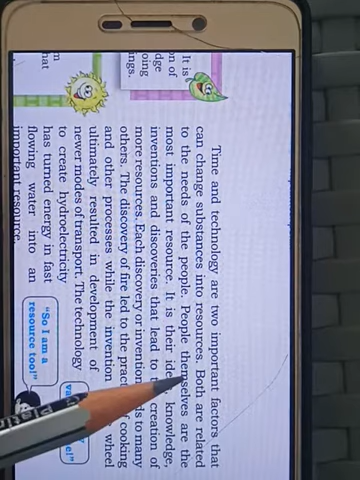 It is
on of
dge
oing
ings.
Time and technology are two important factors that
can change substances into resources. Both are related
to the needs of the people. People themselves are the
most important resource. It is their knowledge,
inventions and discoveries that lead to creation of
more resources. Each discovery or invention to many
others. The discovery of fire led to the cooking
and other processes while the invention wheel
ultimately resulted in development of
newer modes of transport. The technology
to create hydroelectricity
has turned energy in fast
flowing water into an
important resource.
hat
"So I am a
resource too!"
Platinum